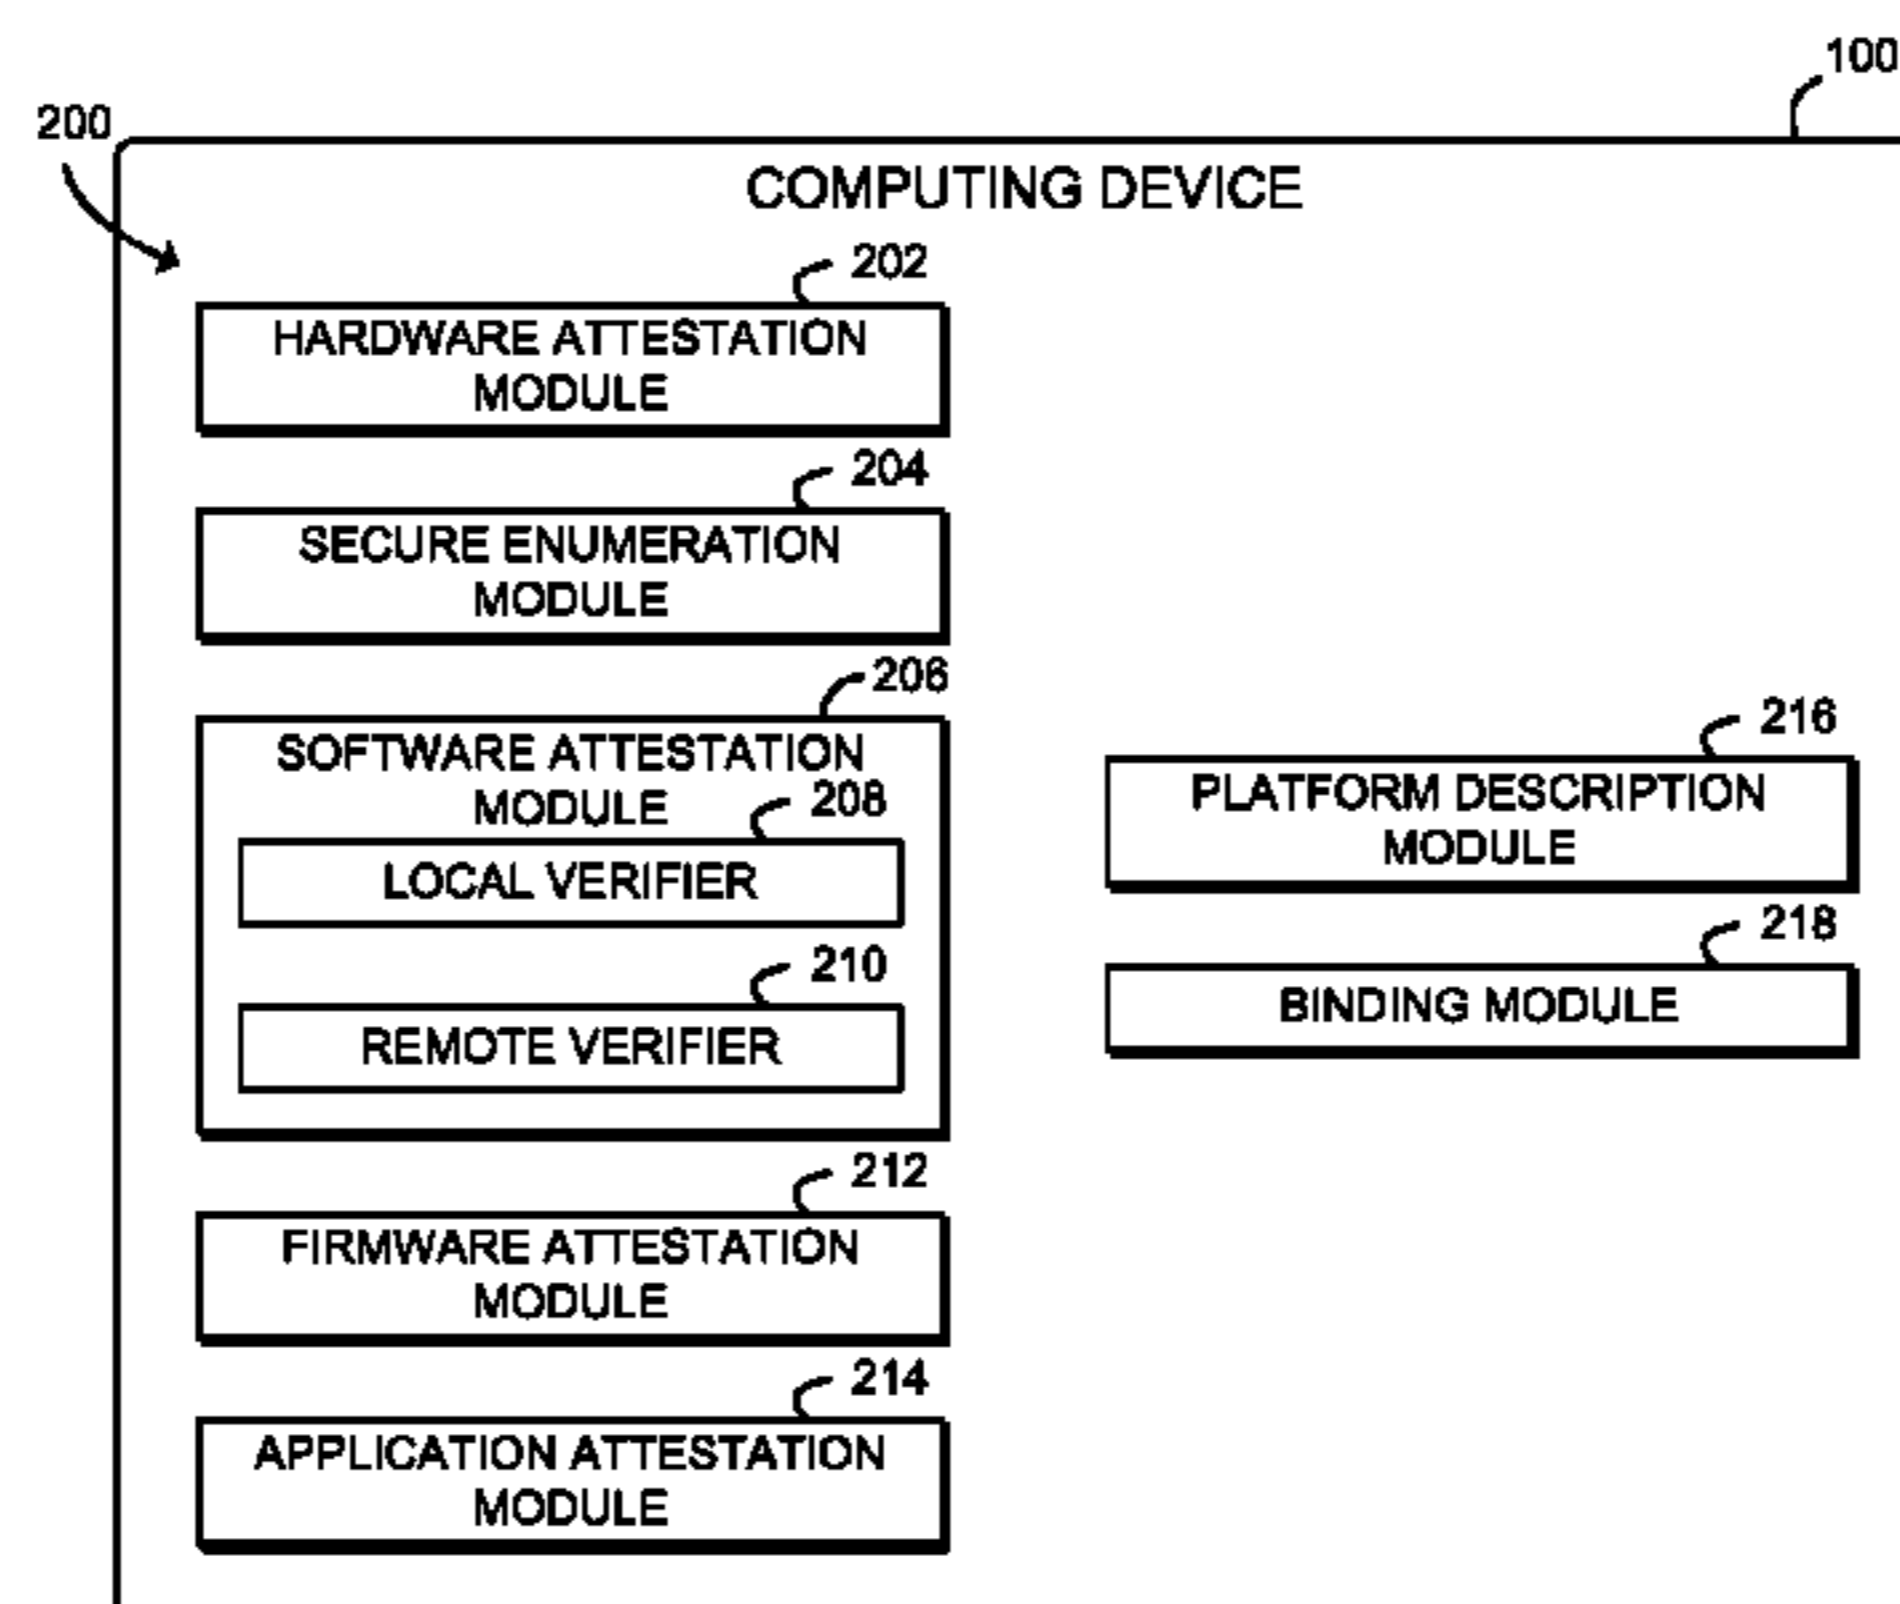 100
200
COMPUTING DEVICE
202
HARDWARE ATTESTATION
MODULE
204
SECURE ENUMERATION
MODULE
206
SOFTWARE ATTESTATION
MODULE
208
LOCAL VERIFIER
210
REMOTE VERIFIER
212
FIRMWARE ATTESTATION
MODULE
214
APPLICATION ATTESTATION
MODULE
216
PLATFORM DESCRIPTION
MODULE
218
BINDING MODULE